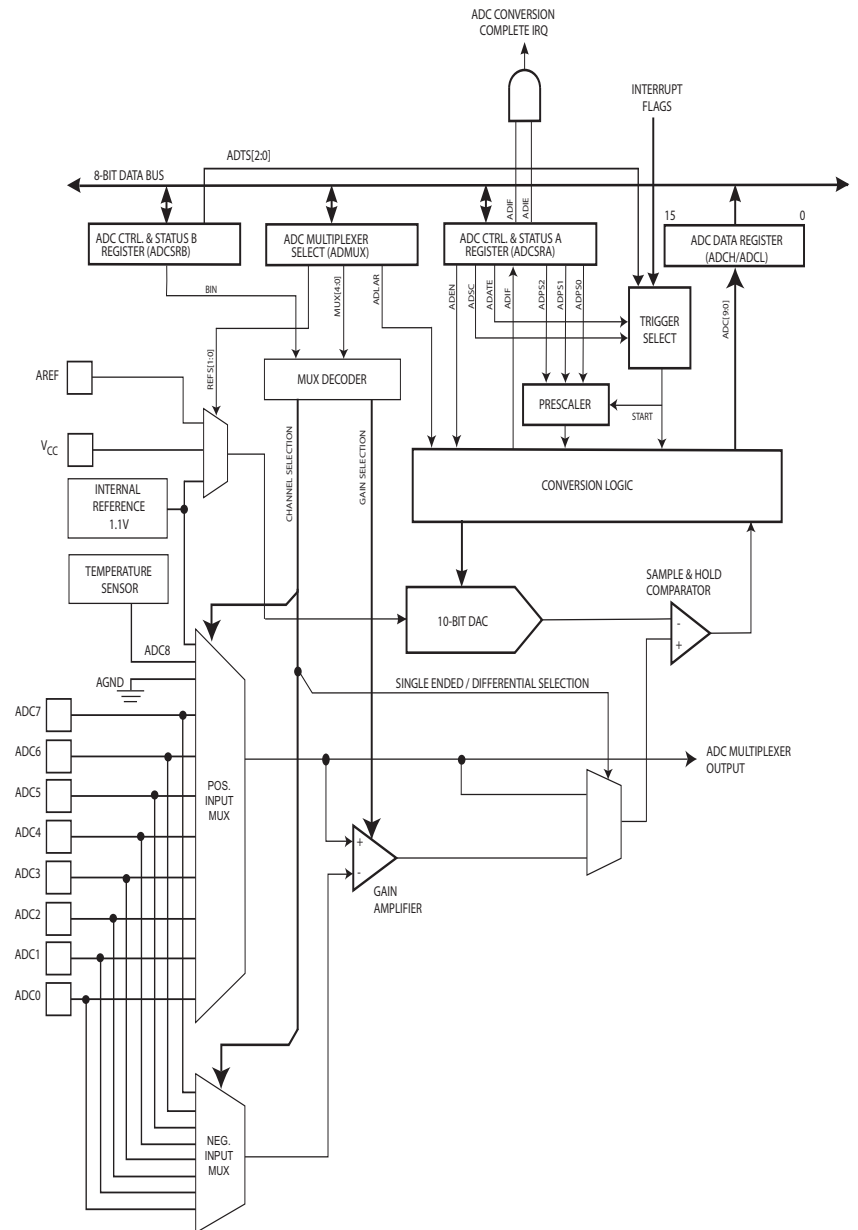 ADC CONVERSION
COMPLETE IRQ
INTERRUPT
FLAGS
ADTS[2:0]
8-BIT DATA BUS
ADIF
ADIE
15
0
ADC CTRL. & STATUS B
REGISTER (ADCSRB)
ADC MULTIPLEXER
SELECT (ADMUX)
ADC CTRL. & STATUS A
REGISTER (ADCSRA)
ADC DATA REGISTER
(ADCH/ADCL)
BIN
REFS[1:0]
MUX[4:0]
ADLAR
ADEN
ADSC
ADATE
ADIF
ADPS2
ADPS1
ADPS0
TRIGGER
SELECT
ADC[9:0]
AREF
MUX DECODER
PRESCALER
START
VCC
CHANNEL SELECTION
GAIN SELECTION
INTERNAL
REFERENCE
1.1V
CONVERSION LOGIC
TEMPERATURE
SENSOR
10-BIT DAC
SAMPLE & HOLD
COMPARATOR
-
+
ADC8
AGND
SINGLE ENDED / DIFFERENTIAL SELECTION
ADC7
ADC6
ADC MULTIPLEXER
OUTPUT
ADC5
POS.
INPUT
MUX
ADC4
+
-
ADC3
GAIN
AMPLIFIER
ADC2
ADC1
ADC0
NEG.
INPUT
MUX